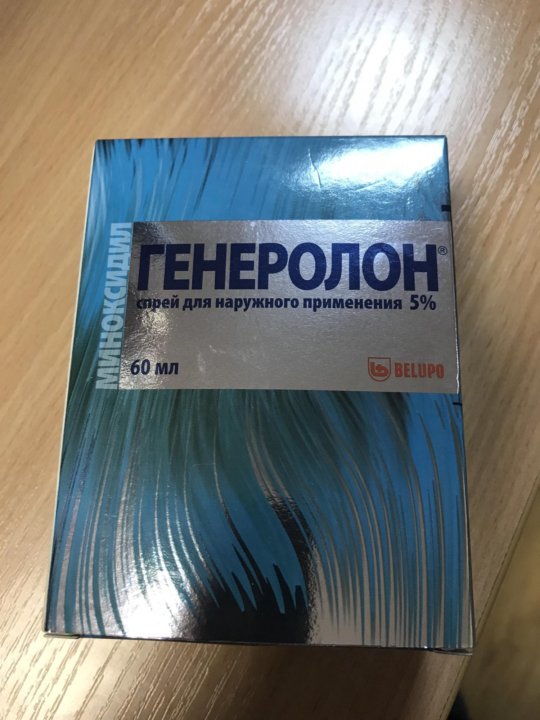 МИНОКСИДИЛ
ГЕНЕРОЛОН®
спрей для наружного применения 5%
60 мл
BELUPO